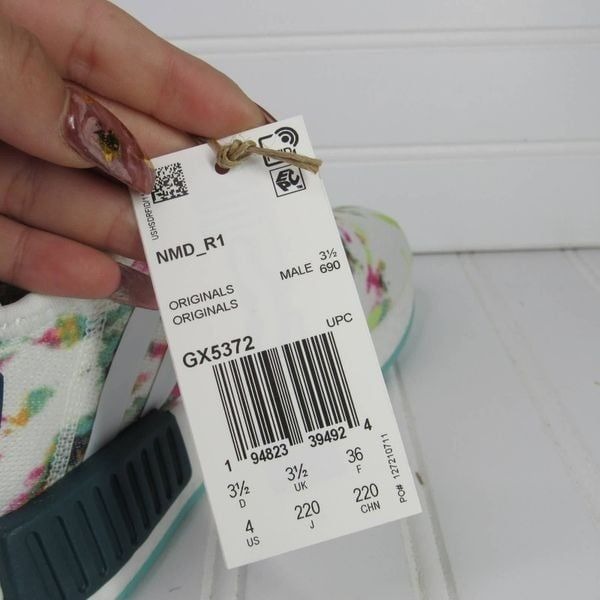 NMD_R1
MALE 3½
690
ORIGINALS
ORIGINALS
GX5372
UPC
1 94823 39492 4
3½ D
3½ UK
36 F
4 US
220 J
220 CHN
PO# 127210711